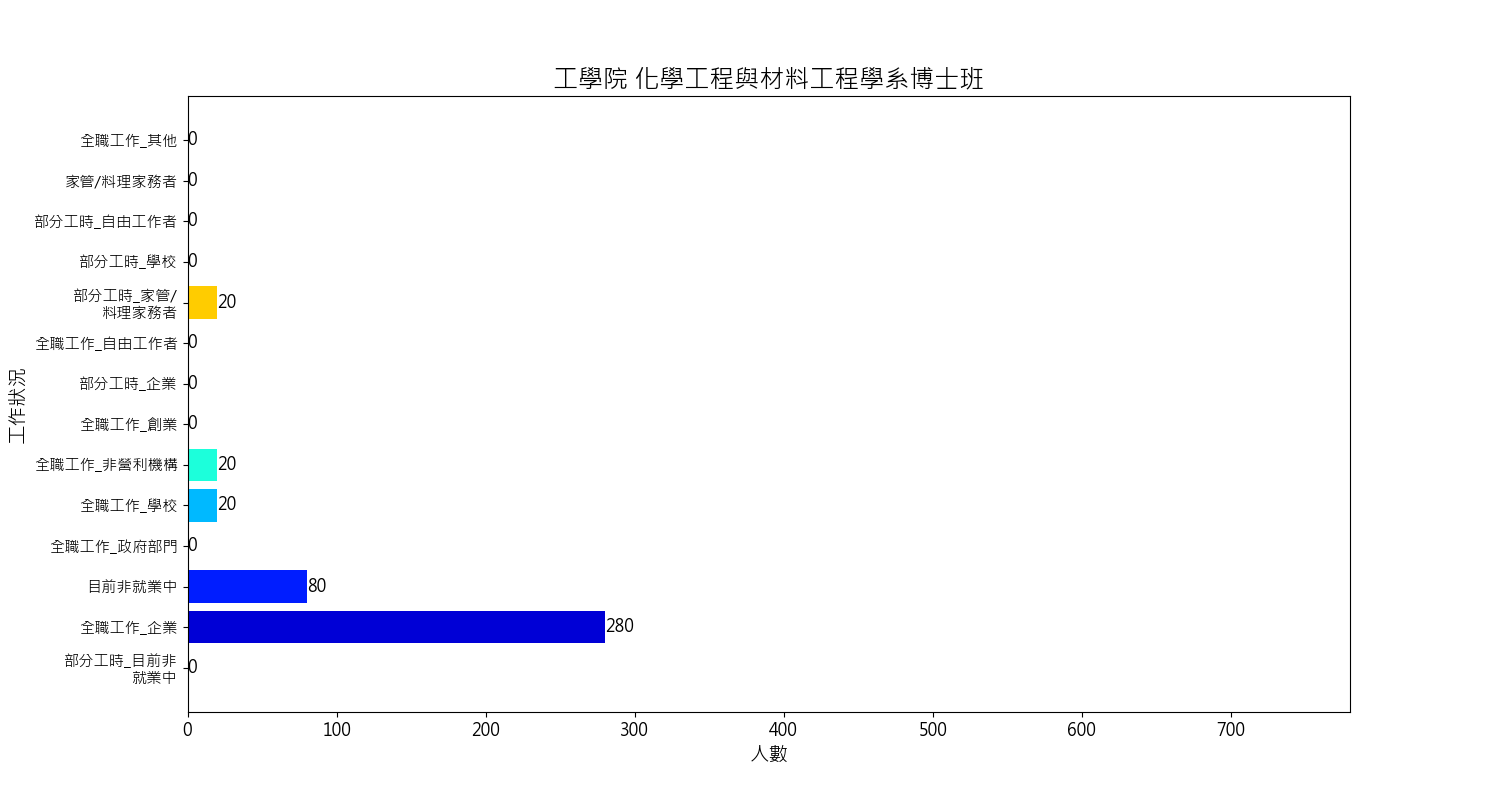 工學院 化學工程與材料工程學系博士班
全職工作_其他 0
家管/料理家務者 0
部分工時_自由工作者 0
部分工時_學校 0
部分工時_家管/
料理家務者 20
全職工作_自由工作者 0
部分工時_企業 0
全職工作_創業 0
全職工作_非營利機構 20
全職工作_學校 20
全職工作_政府部門 0
目前非就業中 80
全職工作_企業 280
部分工時_目前非
就業中 0
工作狀況
0 100 200 300 400 500 600 700
人數